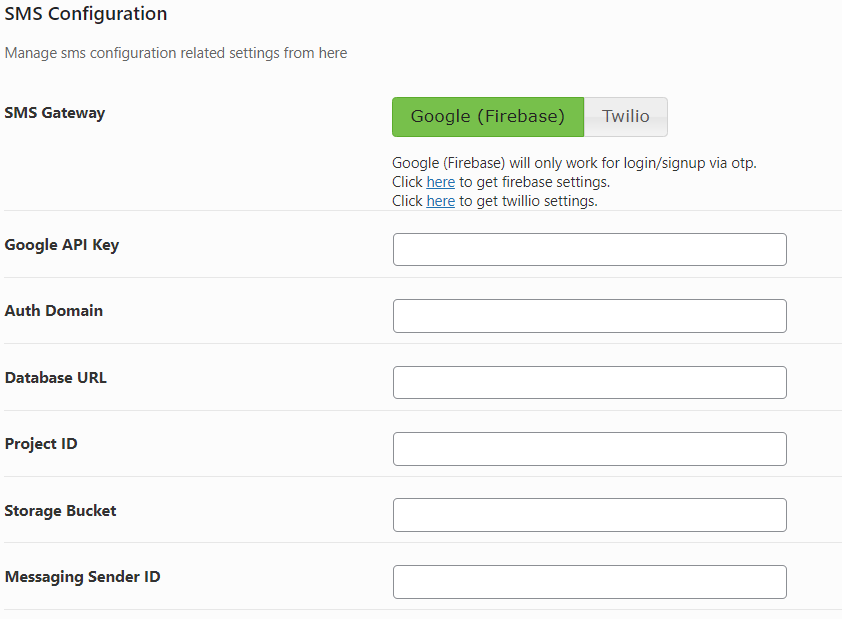 SMS Configuration
Manage sms configuration related settings from here
SMS Gateway
Google (Firebase)
Twilio
Google (Firebase) will only work for login/signup via otp.
Click here to get firebase settings.
Click here to get twillio settings.
Google API Key
Auth Domain
Database URL
Project ID
Storage Bucket
Messaging Sender ID